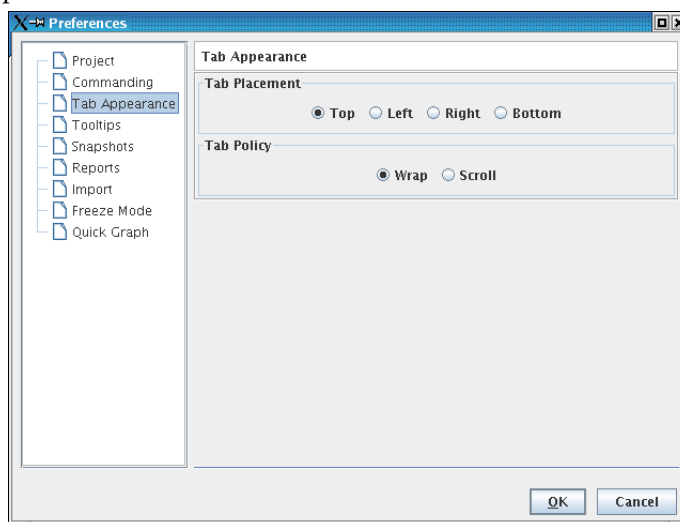 Preferences
Project
Commanding
Tab Appearance
Tooltips
Snapshots
Reports
Import
Freeze Mode
Quick Graph
Tab Appearance
Tab Placement
Top Left Right Bottom
Tab Policy
Wrap Scroll
OK Cancel